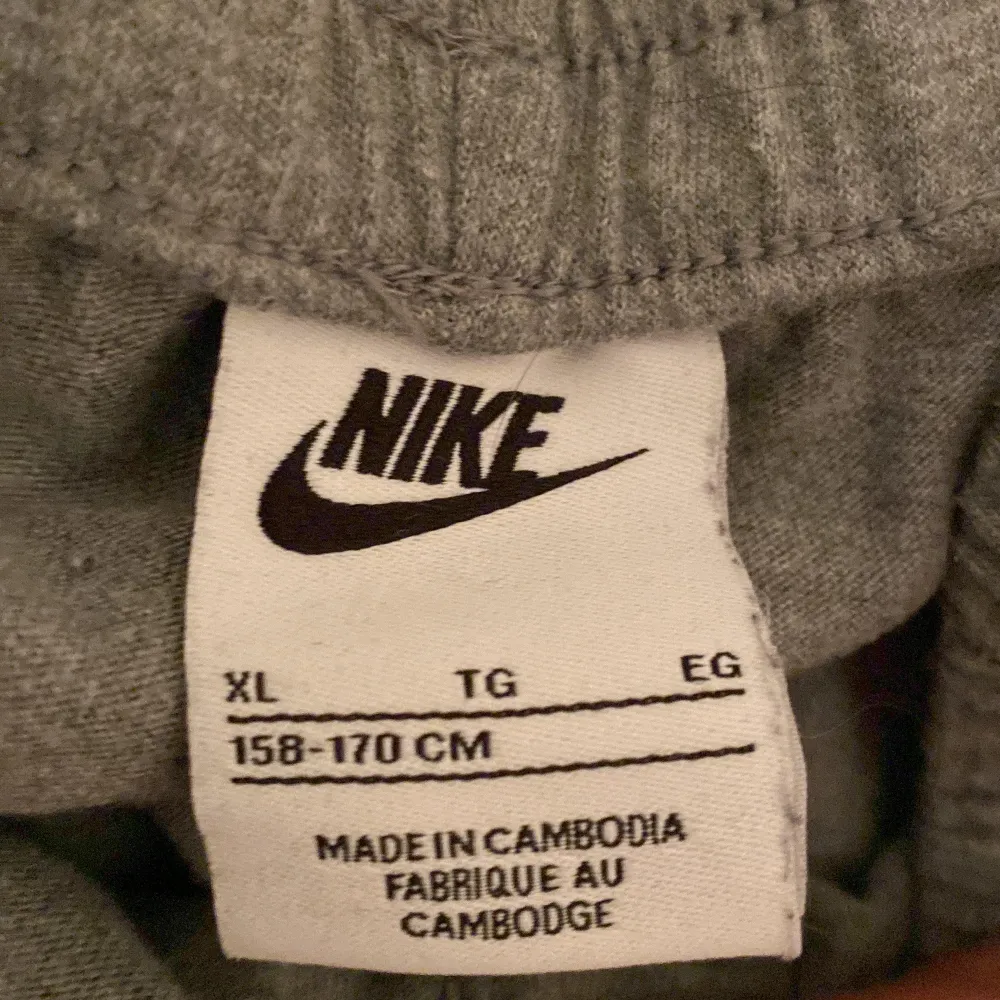 NIKE
XL TG EG
158-170 CM
MADE IN CAMBODIA
FABRIQUE AU
CAMBODGE